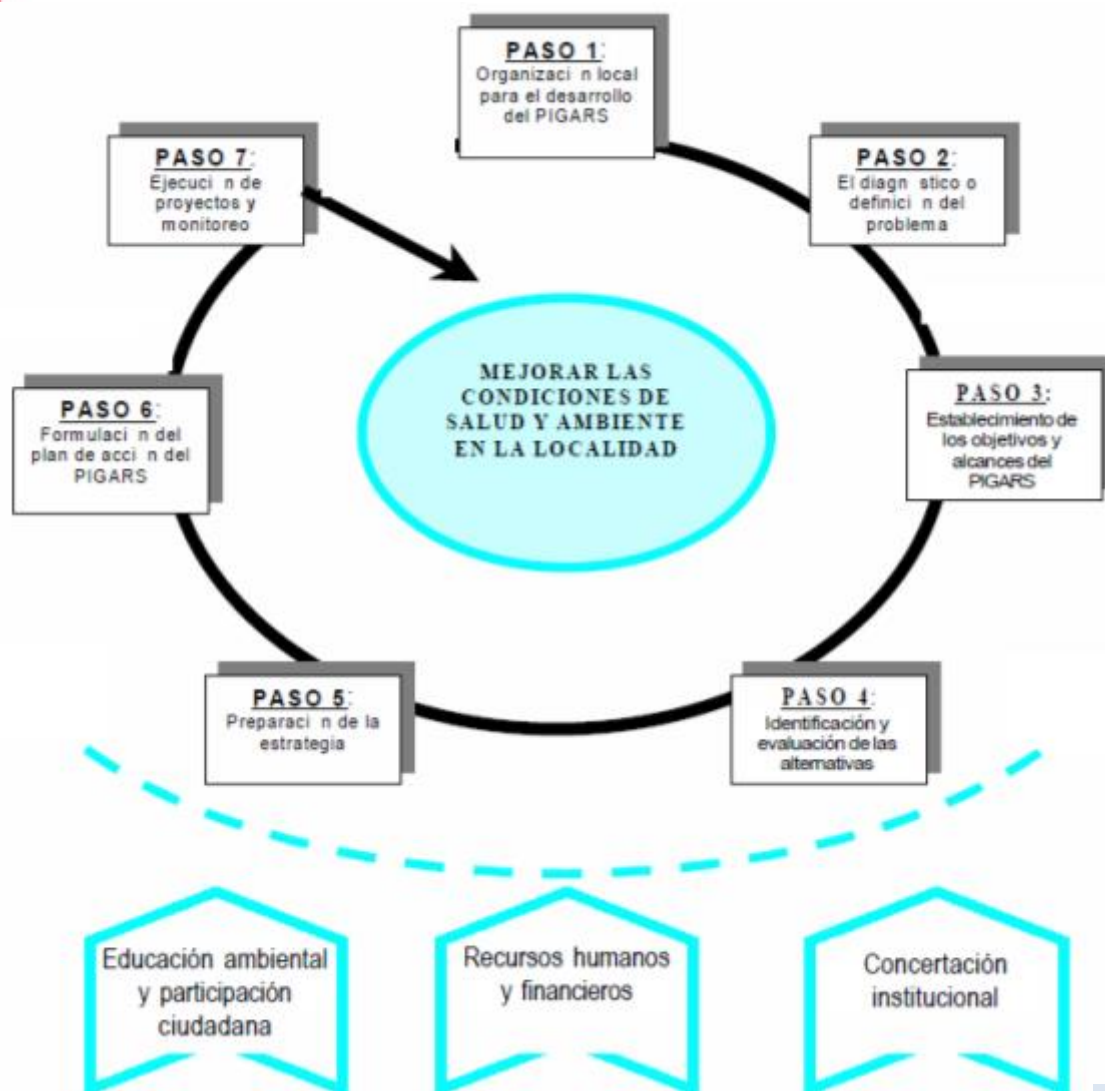 PASO 1:
Organizaci n local
para el desarrollo
del PIGARS
PASO 2:
El diagn stico o
definici n del
problema
PASO 3:
Establecimiento de
los objetivos y
alcances del
PIGARS
PASO 4:
Identificación y
evaluación de las
alternativas
PASO 5:
Preparaci n de la
estrategia
PASO 6:
Formulaci n del
plan de acci n del
PIGARS
PASO 7:
Ejecuci n de
proyectos y
monitoreo
MEJORAR LAS
CONDICIONES DE
SALUD Y AMBIENTE
EN LA LOCALIDAD
Educación ambiental
y participación
ciudadana
Recursos humanos
y financieros
Concertación
institucional